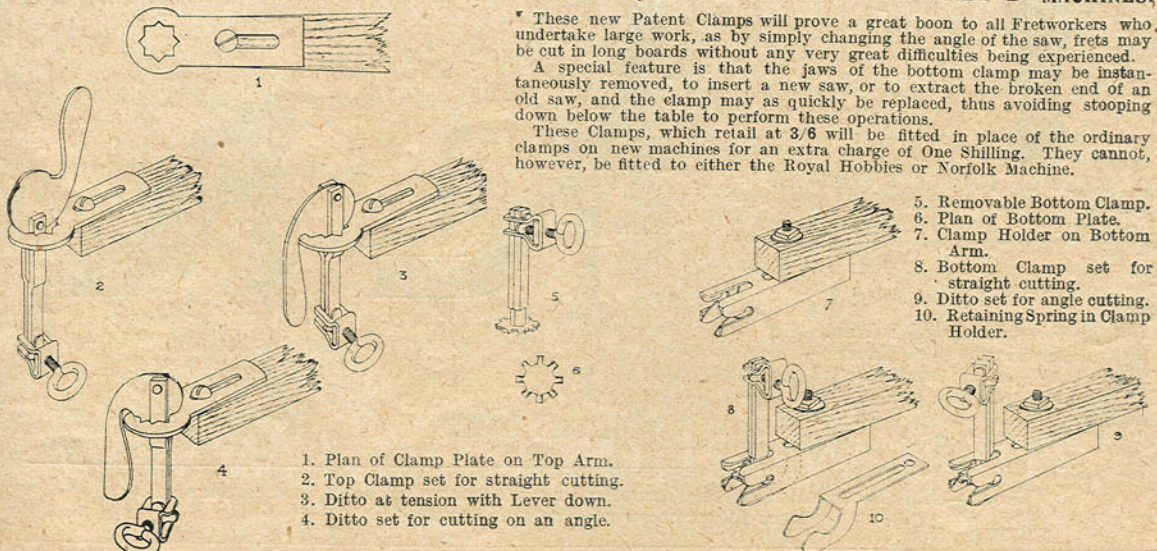 MACHINES.
These new Patent Clamps will prove a great boon to all Fretworkers who
undertake large work, as by simply changing the angle of the saw, frets may
be cut in long boards without any very great difficulties being experienced.
A special feature is that the jaws of the bottom clamp may be instan-
taneously removed, to insert a new saw, or to extract the broken end of an
old saw, and the clamp may as quickly be replaced, thus avoiding stooping
down below the table to perform these operations.
These Clamps, which retail at 3/6 will be fitted in place of the ordinary
clamps on new machines for an extra charge of One Shilling. They cannot,
however, be fitted to either the Royal Hobbies or Norfolk Machine.
1
2
3
4
1. Plan of Clamp Plate on Top Arm.
2. Top Clamp set for straight cutting.
3. Ditto at tension with Lever down.
4. Ditto set for cutting on an angle.
5
6
7
8
9
10
5. Removable Bottom Clamp.
6. Plan of Bottom Plate.
7. Clamp Holder on Bottom
Arm.
8. Bottom Clamp set for
straight cutting.
9. Ditto set for angle cutting.
10. Retaining Spring in Clamp
Holder.